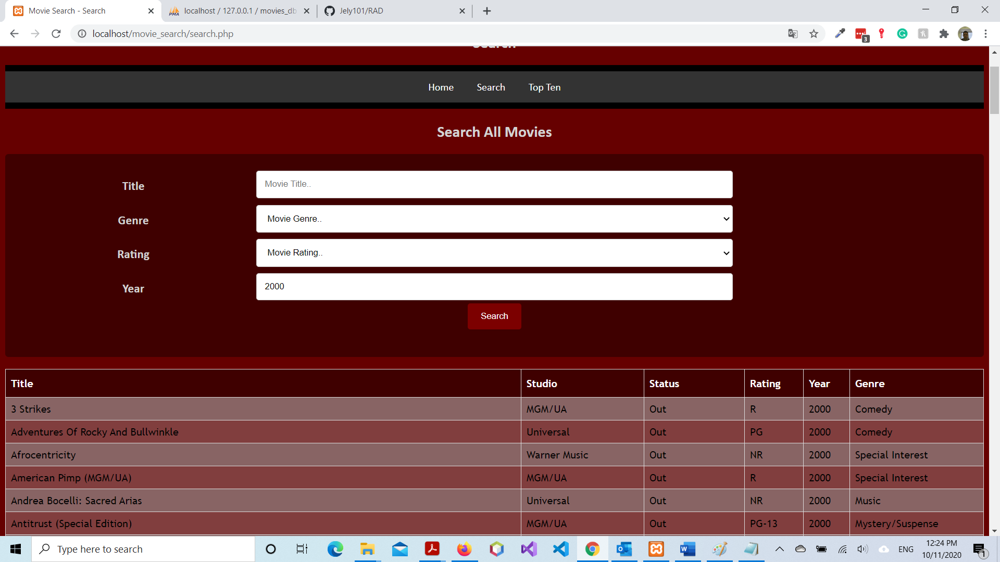 Movie Search - Search
localhost / 127.0.0.1 / movies_db
Jely101/RAD
localhost/movie_search/search.php
3
Search
Home Search Top Ten
Search All Movies
Title Movie Title..
Genre Movie Genre..
Rating Movie Rating..
Year 2000
Search
Title Studio Status Rating Year Genre
3 Strikes MGM/UA Out R 2000 Comedy
Adventures Of Rocky And Bullwinkle Universal Out PG 2000 Comedy
Afrocentricity Warner Music Out NR 2000 Special Interest
American Pimp (MGM/UA) MGM/UA Out R 2000 Special Interest
Andrea Bocelli: Sacred Arias Universal Out NR 2000 Music
Antitrust (Special Edition) MGM/UA Out PG-13 2000 Mystery/Suspense
Type here to search
ENG
12:24 PM
10/11/2020
1